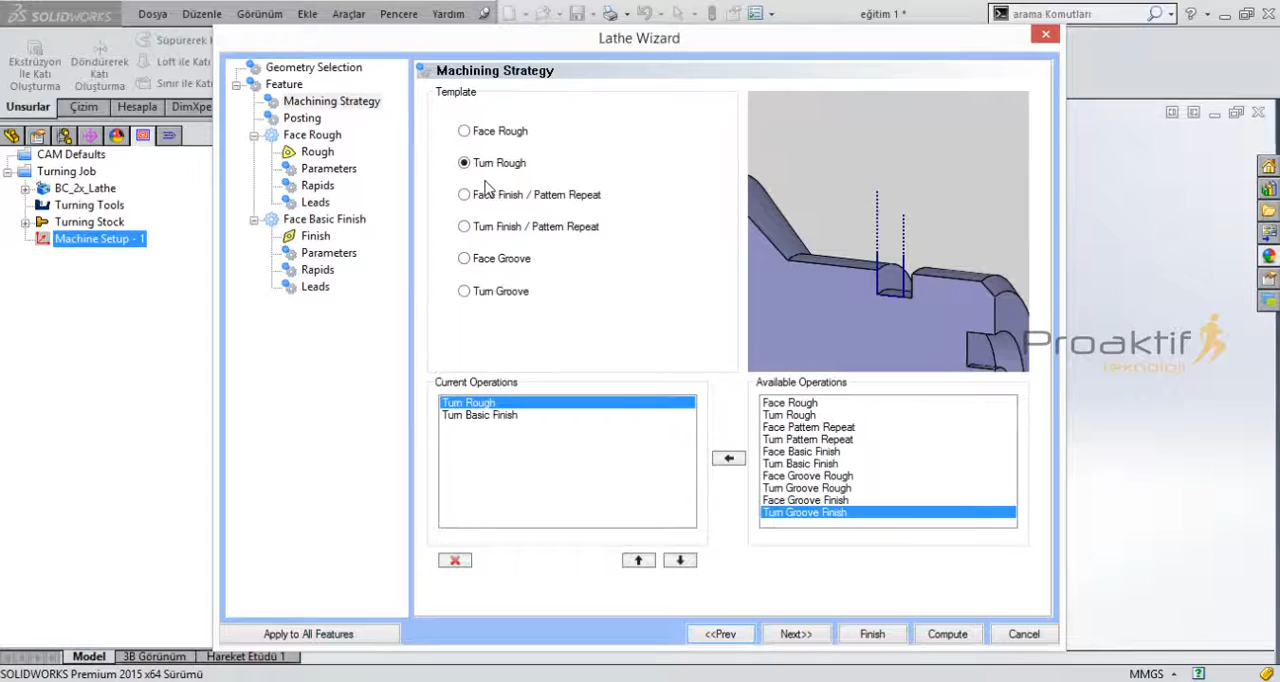 SOLIDWORKS
Dosya Düzenle Görünüm Ekle Araçlar Pencere Yardım
eğitim 1 *
arama Komutları
Ekstrüzyon
İle Katı
Oluşturma
Döndürerek
Katı
Oluşturma
Süpürerek
Loft ile Katı
Sınır ile Katı
Unsurlar Çizim Hesapla DimXpe
CAM Defaults
Turning Job
BC_2x_Lathe
Turning Tools
Turning Stock
Machine Setup - 1
Lathe Wizard
Geometry Selection
Feature
Machining Strategy
Posting
Face Rough
Rough
Parameters
Rapids
Leads
Face Basic Finish
Finish
Parameters
Rapids
Leads
Apply to All Features
Machining Strategy
Template
Face Rough
Turn Rough
Face Finish / Pattern Repeat
Turn Finish / Pattern Repeat
Face Groove
Turn Groove
Current Operations
Turn Rough
Turn Basic Finish
Available Operations
Face Rough
Turn Rough
Face Pattern Repeat
Turn Pattern Repeat
Face Basic Finish
Turn Basic Finish
Face Groove Rough
Turn Groove Rough
Face Groove Finish
Turn Groove Finish
<<Prev Next>> Finish Compute Cancel
Proaktif
teknoloji
Model 3B Görünüm Hareket Etüdü 1
SOLIDWORKS Premium 2015 x64 Sürümü
MMGS